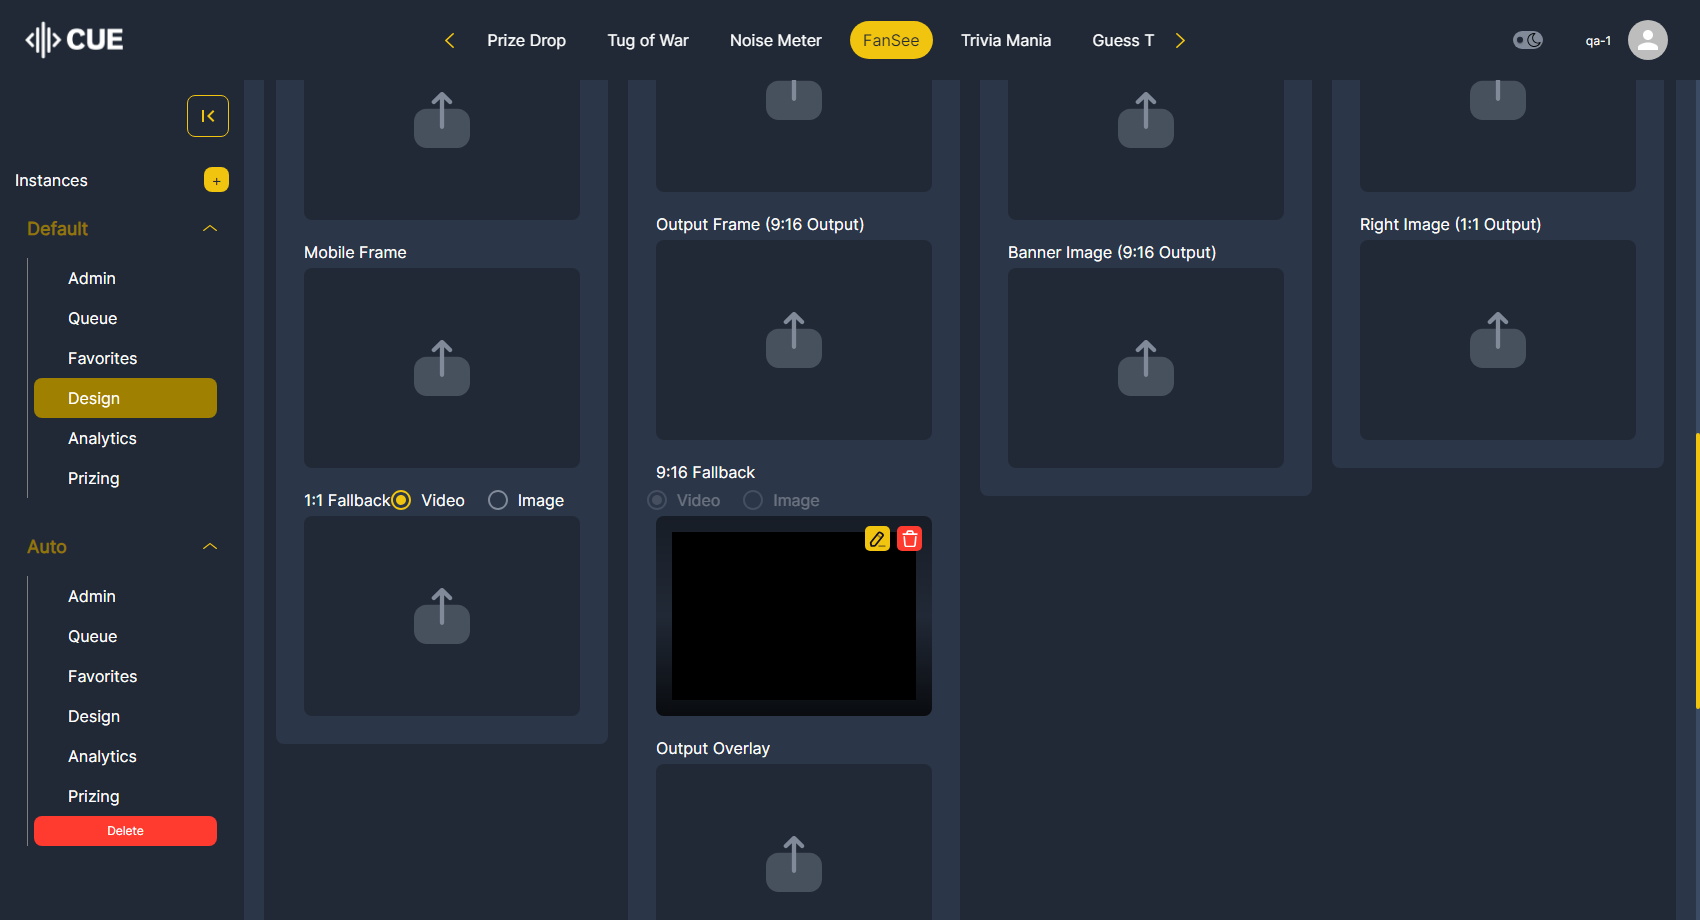 CUE
Prize Drop
Tug of War
Noise Meter
FanSee
Trivia Mania
Guess T
qa-1
Instances
+
Default
Admin
Queue
Favorites
Design
Analytics
Prizing
Auto
Admin
Queue
Favorites
Design
Analytics
Prizing
Delete
Mobile Frame
1:1 Fallback Video Image
Output Frame (9:16 Output)
9:16 Fallback
Video Image
Output Overlay
Banner Image (9:16 Output)
Right Image (1:1 Output)